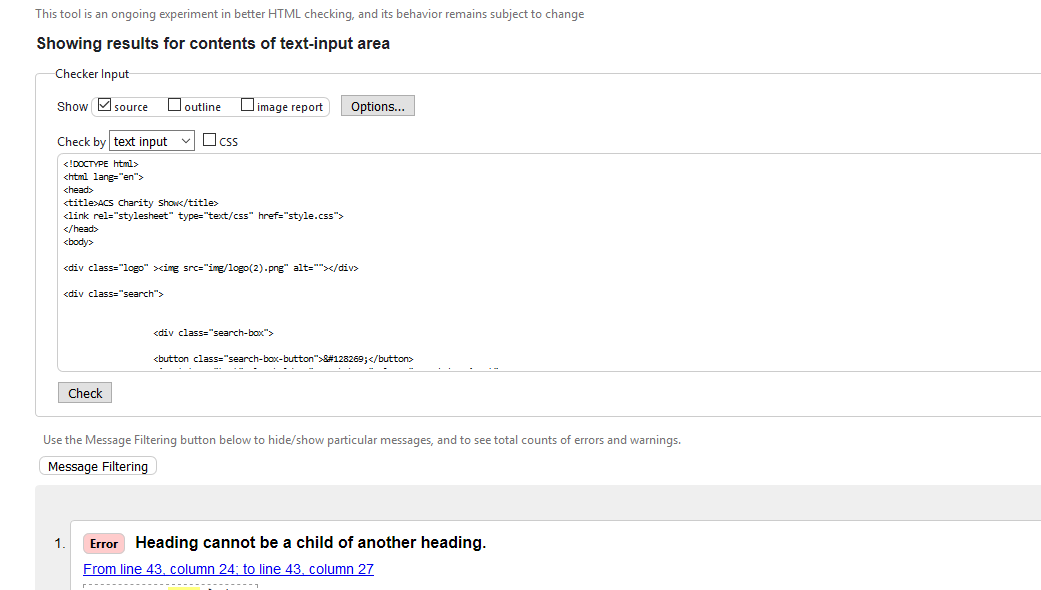 This tool is an ongoing experiment in better HTML checking, and its behavior remains subject to change
Showing results for contents of text-input area
Checker Input
Show source outline image report Options...
Check by text input CSS
<!DOCTYPE html>
<html lang="en">
<head>
<title>ACS Charity Show</title>
<link rel="stylesheet" type="text/css" href="style.css">
</head>
<body>
<div class="logo" ><img src="img/logo(2).png" alt=""></div>
<div class="search">
<div class="search-box">
<button class="search-box-button">&#128269;</button>
Check
Use the Message Filtering button below to hide/show particular messages, and to see total counts of errors and warnings.
Message Filtering
1. Error Heading cannot be a child of another heading.
From line 43, column 24; to line 43, column 27